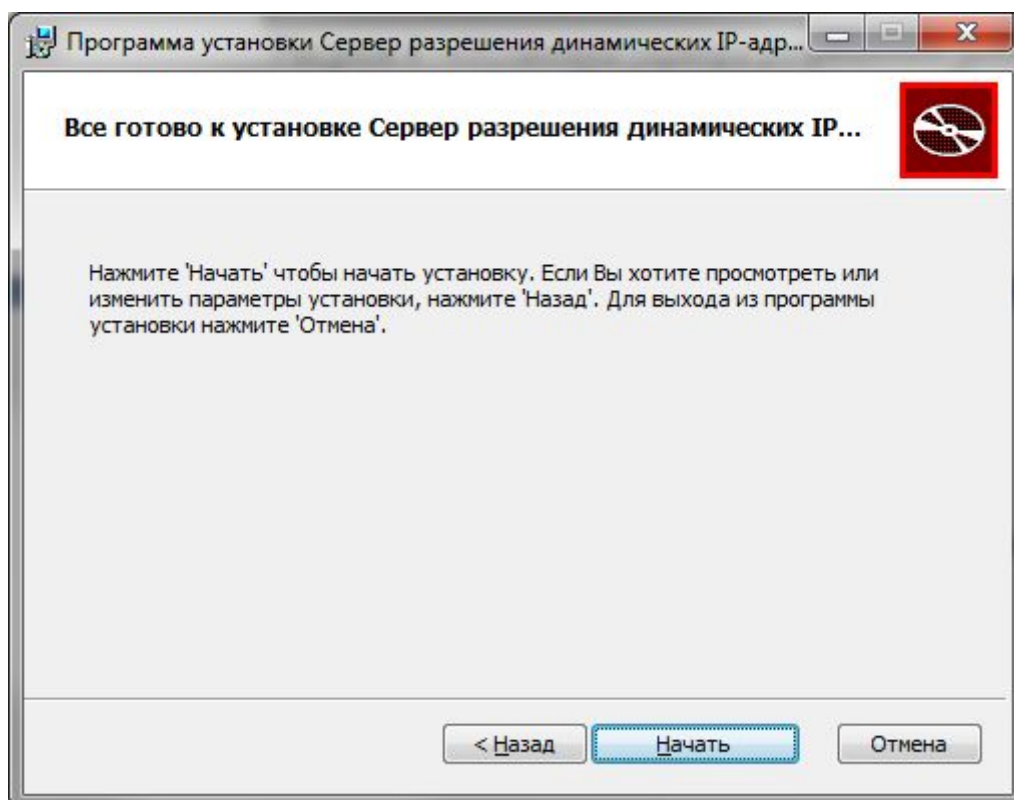 Программа установки Сервер разрешения динамических IP-адр...
Все готово к установке Сервер разрешения динамических IP...
Нажмите 'Начать' чтобы начать установку. Если Вы хотите просмотреть или
изменить параметры установки, нажмите 'Назад'. Для выхода из программы
установки нажмите 'Отмена'.
< Назад
Начать
Отмена